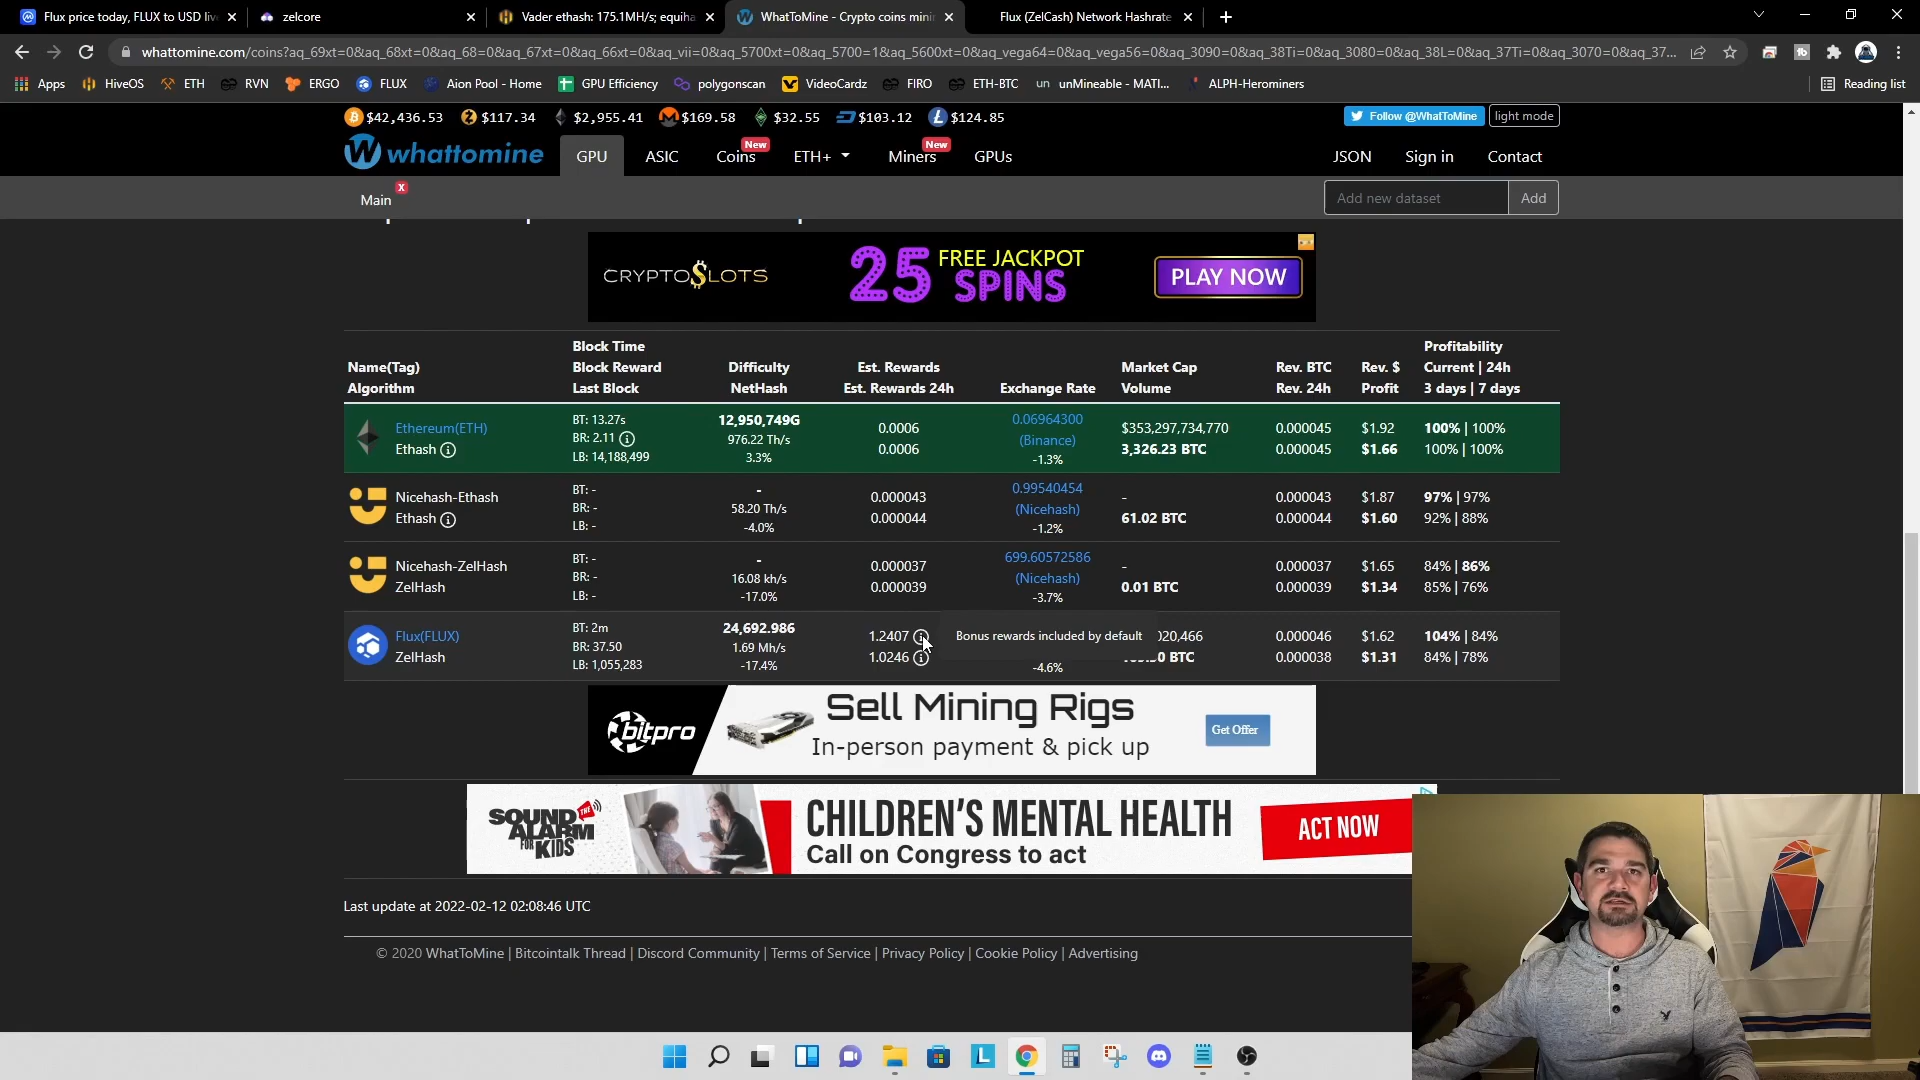 Flux price today, FLUX to USD liv
zelcore
Vader ethash: 175.1MH/s; equiha
WhatToMine - Crypto coins mini
Flux (ZelCash) Network Hashrate
whattomine.com/coins?aq_69xt=0&aq_68xt=0&aq_68=0&aq_67xt=0&aq_66xt=0&aq_vii=0&aq_5700xt=0&aq_5700=1&aq_5600xt=0&aq_vega64=0&aq_vega56=0&aq_3090=0&aq_38Ti=0&aq_3080=0&aq_38L=0&aq_37Ti=0&aq_3070=0&aq_37...
Apps HiveOS ETH RVN ERGO FLUX Aion Pool - Home GPU Efficiency polygonscan VideoCardz FIRO ETH-BTC un unMineable - MATI... ALPH-Herominers Reading list
$42,436.53 $117.34 $2,955.41 $169.58 $32.55 $103.12 $124.85
Follow @WhatToMine light mode
whattomine GPU ASIC Coins New ETH+ Miners New GPUs JSON Sign in Contact
Main x Add new dataset Add
CRYPTO$LOTS 25 FREE JACKPOT SPINS PLAY NOW
Name(Tag)
Algorithm
Block Time
Block Reward
Last Block
Difficulty
NetHash
Est. Rewards
Est. Rewards 24h
Exchange Rate
Market Cap
Volume
Rev. BTC
Rev. 24h
Rev. $
Profit
Profitability
Current | 24h
3 days | 7 days
Ethereum(ETH)
Ethash
BT: 13.27s
BR: 2.11
LB: 14,188,499
12,950,749G
976.22 Th/s
3.3%
0.0006
0.0006
0.06964300
(Binance)
-1.3%
$353,297,734,770
3,326.23 BTC
0.000045
0.000045
$1.92
$1.66
100% | 100%
100% | 100%
Nicehash-Ethash
Ethash
BT: -
BR: -
LB: -
-
58.20 Th/s
-4.0%
0.000043
0.000044
0.99540454
(Nicehash)
-1.2%
-
61.02 BTC
0.000043
0.000044
$1.87
$1.60
97% | 97%
92% | 88%
Nicehash-ZelHash
ZelHash
BT: -
BR: -
LB: -
-
16.08 kh/s
-17.0%
0.000037
0.000039
699.60572586
(Nicehash)
-3.7%
-
0.01 BTC
0.000037
0.000039
$1.65
$1.34
84% | 86%
85% | 76%
Flux(FLUX)
ZelHash
BT: 2m
BR: 37.50
LB: 1,055,283
24,692.986
1.69 Mh/s
-17.4%
1.2407
1.0246
Bonus rewards included by default
-4.6%
020,466
BTC
0.000046
0.000038
$1.62
$1.31
104% | 84%
84% | 78%
bitpro
Sell Mining Rigs
In-person payment & pick up
Get Offer
SOUND THE ALARM FOR KIDS
CHILDREN'S MENTAL HEALTH
Call on Congress to act
ACT NOW
Last update at 2022-02-12 02:08:46 UTC
© 2020 WhatToMine | Bitcointalk Thread | Discord Community | Terms of Service | Privacy Policy | Cookie Policy | Advertising